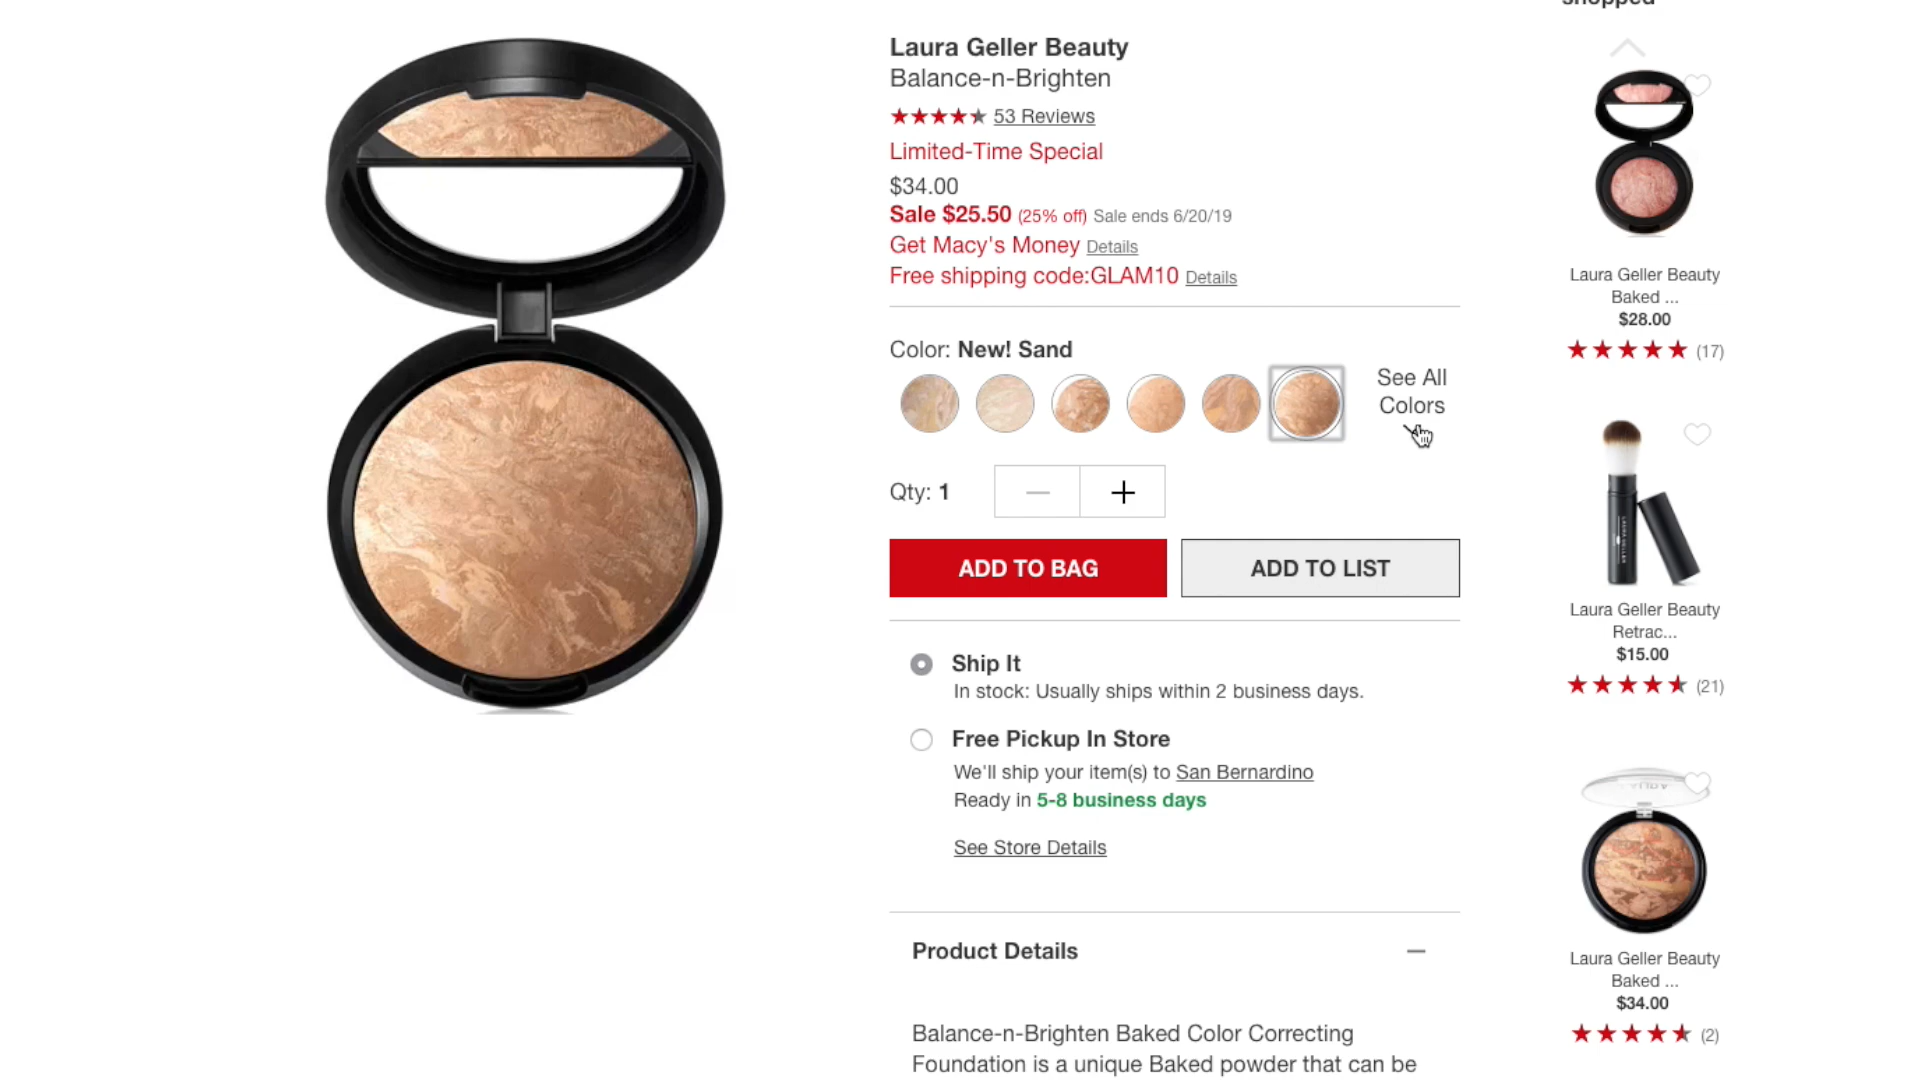 shopped
Laura Geller Beauty
Balance-n-Brighten
53 Reviews
Limited-Time Special
$34.00
Sale $25.50 (25% off) Sale ends 6/20/19
Get Macy's Money Details
Free shipping code:GLAM10 Details
Color: New! Sand
See All
Colors
Qty: 1
ADD TO BAG
ADD TO LIST
Ship It
In stock: Usually ships within 2 business days.
Free Pickup In Store
We'll ship your item(s) to San Bernardino
Ready in 5-8 business days
See Store Details
Product Details
Balance-n-Brighten Baked Color Correcting
Foundation is a unique Baked powder that can be
Laura Geller Beauty
Baked ...
$28.00
(17)
Laura Geller Beauty
Retrac...
$15.00
(21)
Laura Geller Beauty
Baked ...
$34.00
(2)